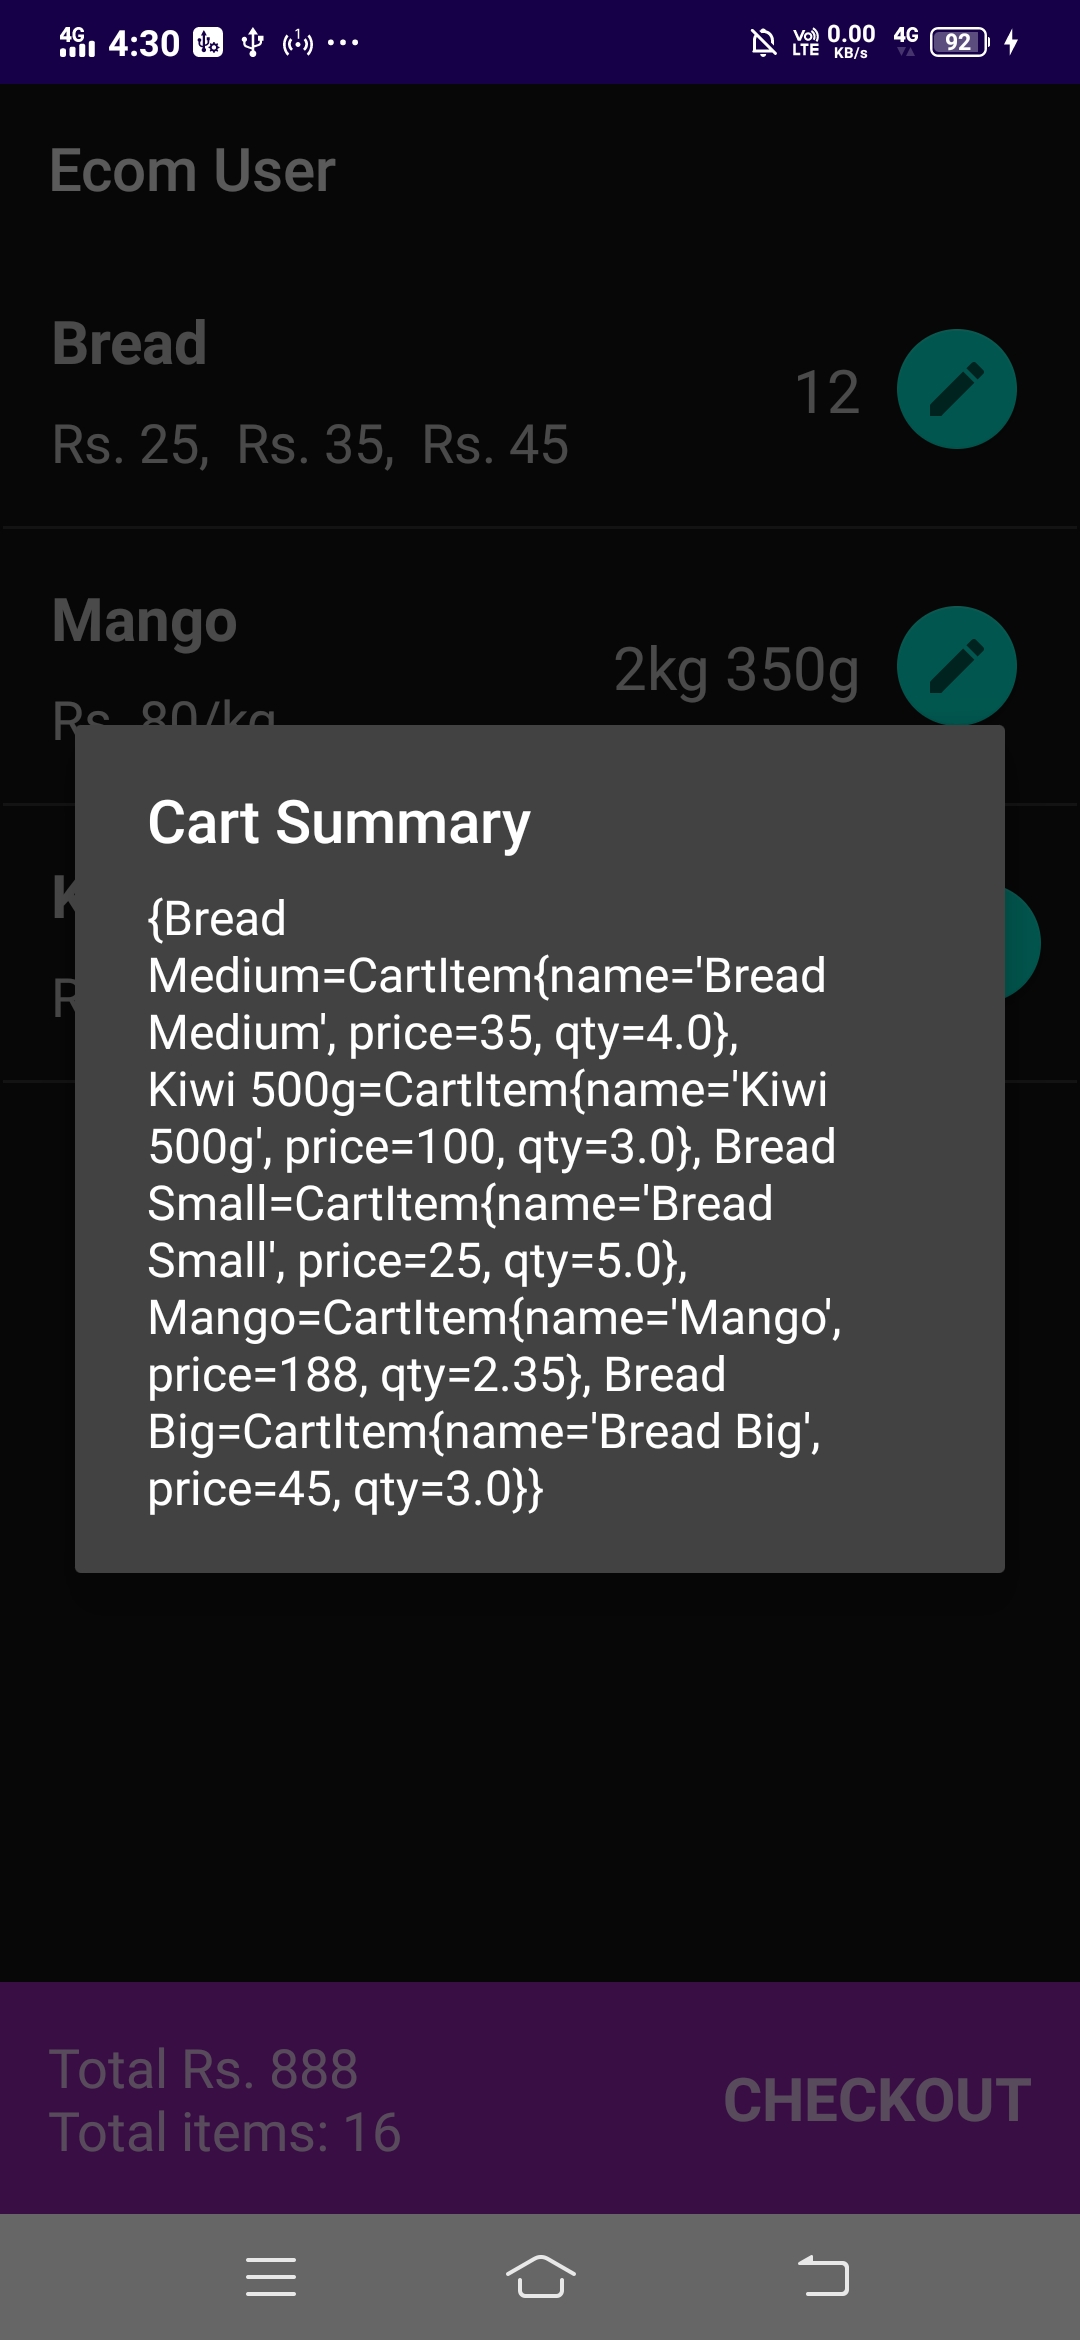 4G 4:30 1 Vo) LTE 0.00 KB/s 4G 92
Ecom User
Bread
12
Rs. 25,  Rs. 35,  Rs. 45
Mango
2kg 350g
Rs. 80/kg
K
R
Cart Summary
{Bread
Medium=CartItem{name='Bread
Medium', price=35, qty=4.0},
Kiwi 500g=CartItem{name='Kiwi
500g', price=100, qty=3.0}, Bread
Small=CartItem{name='Bread
Small', price=25, qty=5.0},
Mango=CartItem{name='Mango',
price=188, qty=2.35}, Bread
Big=CartItem{name='Bread Big',
price=45, qty=3.0}}
Total Rs. 888
Total items: 16
CHECKOUT